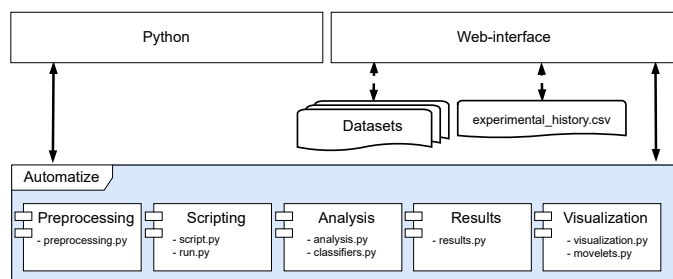 Python
Web-interface
Datasets
experimental_history.csv
Automatize
Preprocessing
- preprocessing.py
Scripting
- script.py
- run.py
Analysis
- analysis.py
- classifiers.py
Results
- results.py
Visualization
- visualization.py
- movelets.py